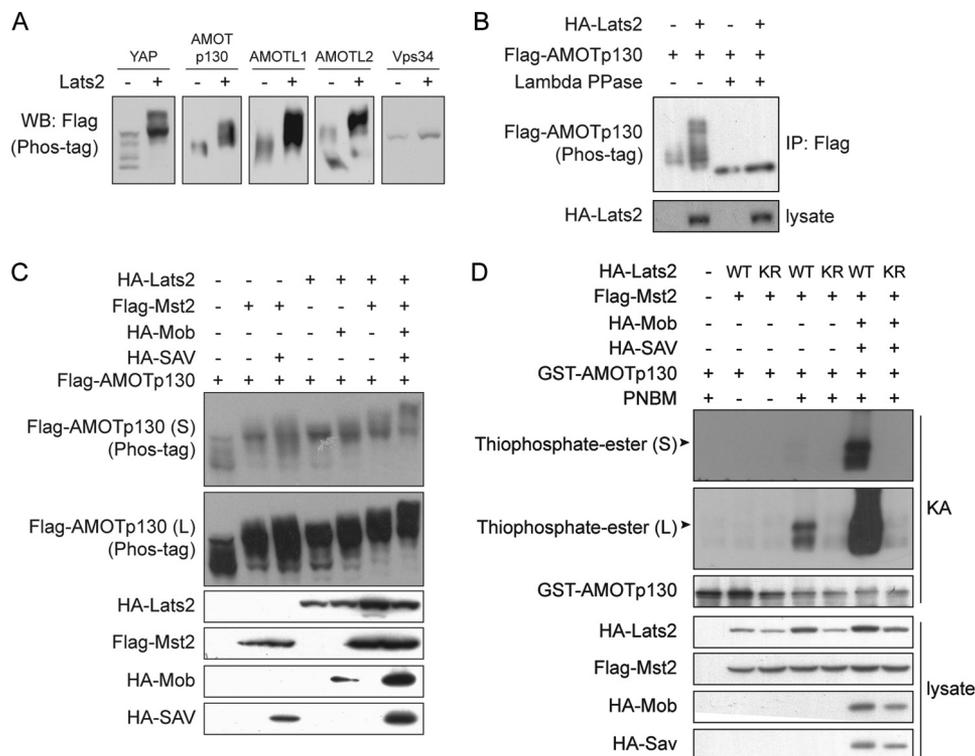 A
YAP AMOT p130 AMOTL1 AMOTL2 Vps34
Lats2 - + - + - + - + - +
WB: Flag
(Phos-tag)
B
HA-Lats2 - + - +
Flag-AMOTp130 + + + +
Lambda PPase - - + +
Flag-AMOTp130
(Phos-tag)
IP: Flag
HA-Lats2
lysate
C
HA-Lats2 - - - + + + +
Flag-Mst2 - + + - - + +
HA-Mob - - - - + - +
HA-SAV - - + - - - +
Flag-AMOTp130 + + + + + + +
Flag-AMOTp130 (S)
(Phos-tag)
Flag-AMOTp130 (L)
(Phos-tag)
HA-Lats2
Flag-Mst2
HA-Mob
HA-SAV
D
HA-Lats2 - WT KR WT KR WT KR
Flag-Mst2 - + + + + + +
HA-Mob - - - - - + +
HA-SAV - - - - - + +
GST-AMOTp130 + + + + + + +
PNBM + - - + + + +
Thiophosphate-ester (S)
Thiophosphate-ester (L)
KA
GST-AMOTp130
HA-Lats2
Flag-Mst2
lysate
HA-Mob
HA-Sav